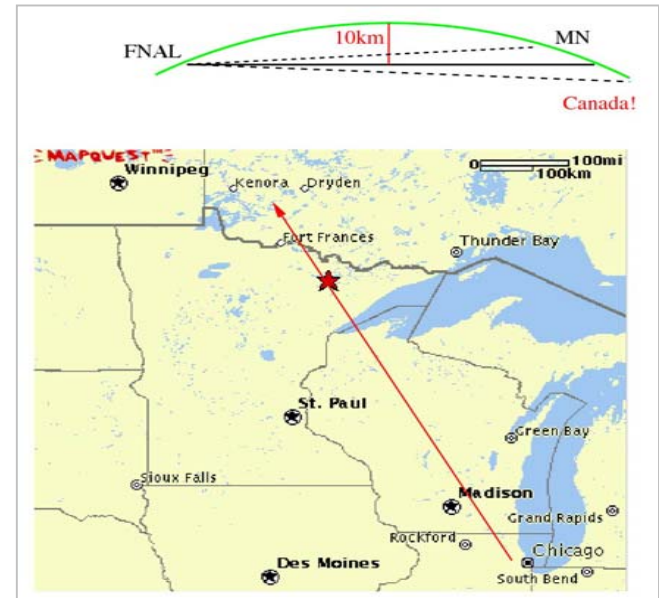 10km
FNAL
MN
Canada!
MAPQUEST
Winnipeg
0 100mi
100km
Kenora
Dryden
Fort Frances
Thunder Bay
St. Paul
Green Bay
Sioux Falls
Madison
Grand Rapids
Rockford
Chicago
Des Moines
South Bend